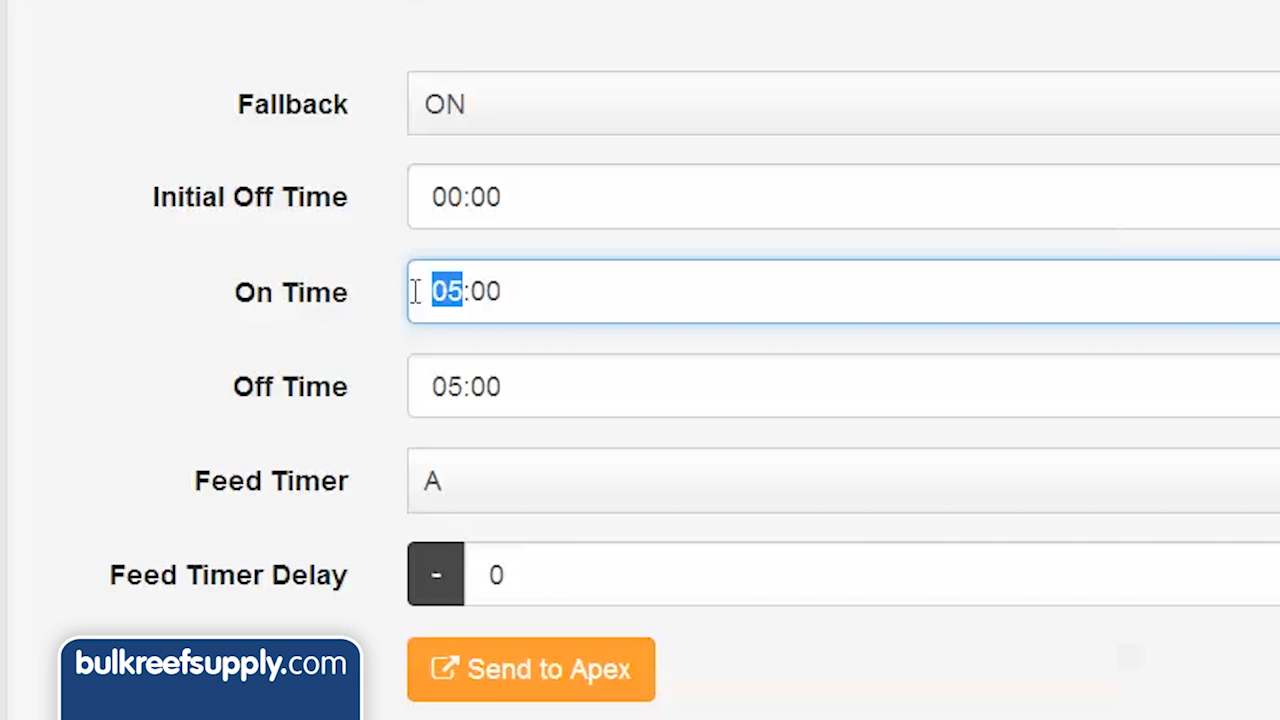 Fallback ON
Initial Off Time 00:00
On Time 05:00
Off Time 05:00
Feed Timer A
Feed Timer Delay - 0
Send to Apex
bulkreefsupply.com